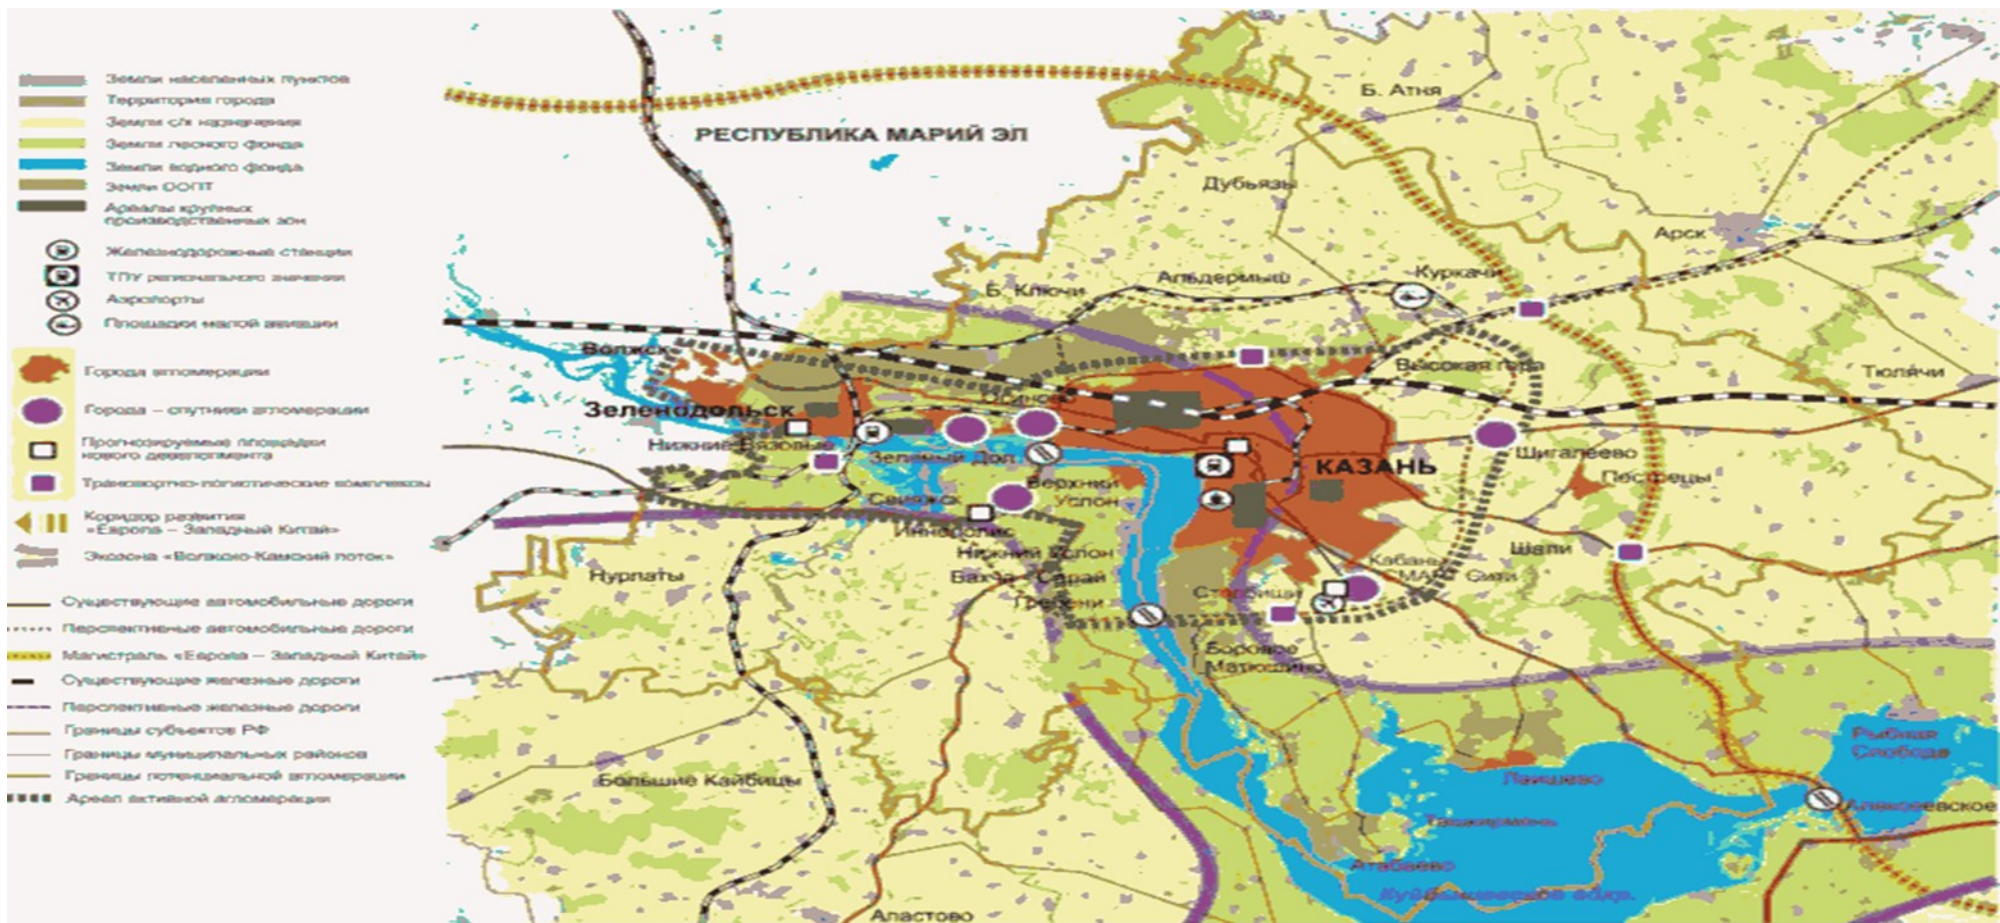 Земли населенных пунктов
Территория города
Земли с/х назначения
Земли лесного фонда
Земли водного фонда
Земли ООПТ
Ареалы крупных
производственных зон
Железнодорожные станции
ТПУ регионального значения
Аэропорты
Площадки малой авиации
Города агломерации
Города – спутники агломерации
Прогнозируемые площадки
нового девелопмента
Транспортно-логистические комплексы
Коридор развития
«Европа – Западный Китай»
Экозона «Волжско-Камский поток»
Существующие автомобильные дороги
Перспективные автомобильные дороги
Магистраль «Европа – Западный Китай»
Существующие железные дороги
Перспективные железные дороги
Границы субъектов РФ
Границы муниципальных районов
Границы потенциальной агломерации
Ареал активной агломерации
РЕСПУБЛИКА МАРИЙ ЭЛ
Б. Атня
Дубьязы
Арск
Куркачи
Альдермыш
Б. Ключи
Волжск
Высокая гора
Тюлячи
Зеленодольск
Осиново
Нижние Вязовые
Зеленый Дол
КАЗАНЬ
Шигалеево
Пестрецы
Свияжск
Верхний
Услон
Иннополис
Нижний Услон
Шали
Нурлаты
Бахча - Сарай
Кабаны
Сити
Столбищи
Гребени
Боровое
Матюшино
Большие Кайбицы
Рыбная
Слобода
Лаишево
Алексеевское
Атабаево
Куйбышевское вдхр.
Апастово